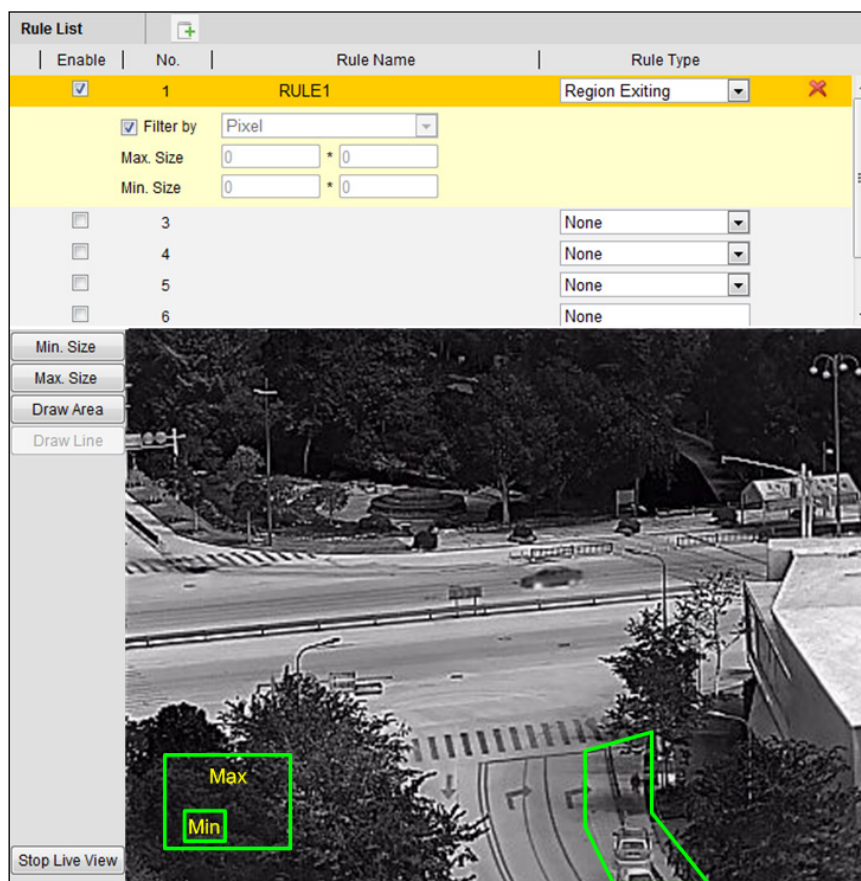 Rule List
Enable No. Rule Name Rule Type
1 RULE1 Region Exiting
Filter by Pixel
Max. Size 0 * 0
Min. Size 0 * 0
3 None
4 None
5 None
6 None
Min. Size
Max. Size
Draw Area
Draw Line
Max
Min
Stop Live View